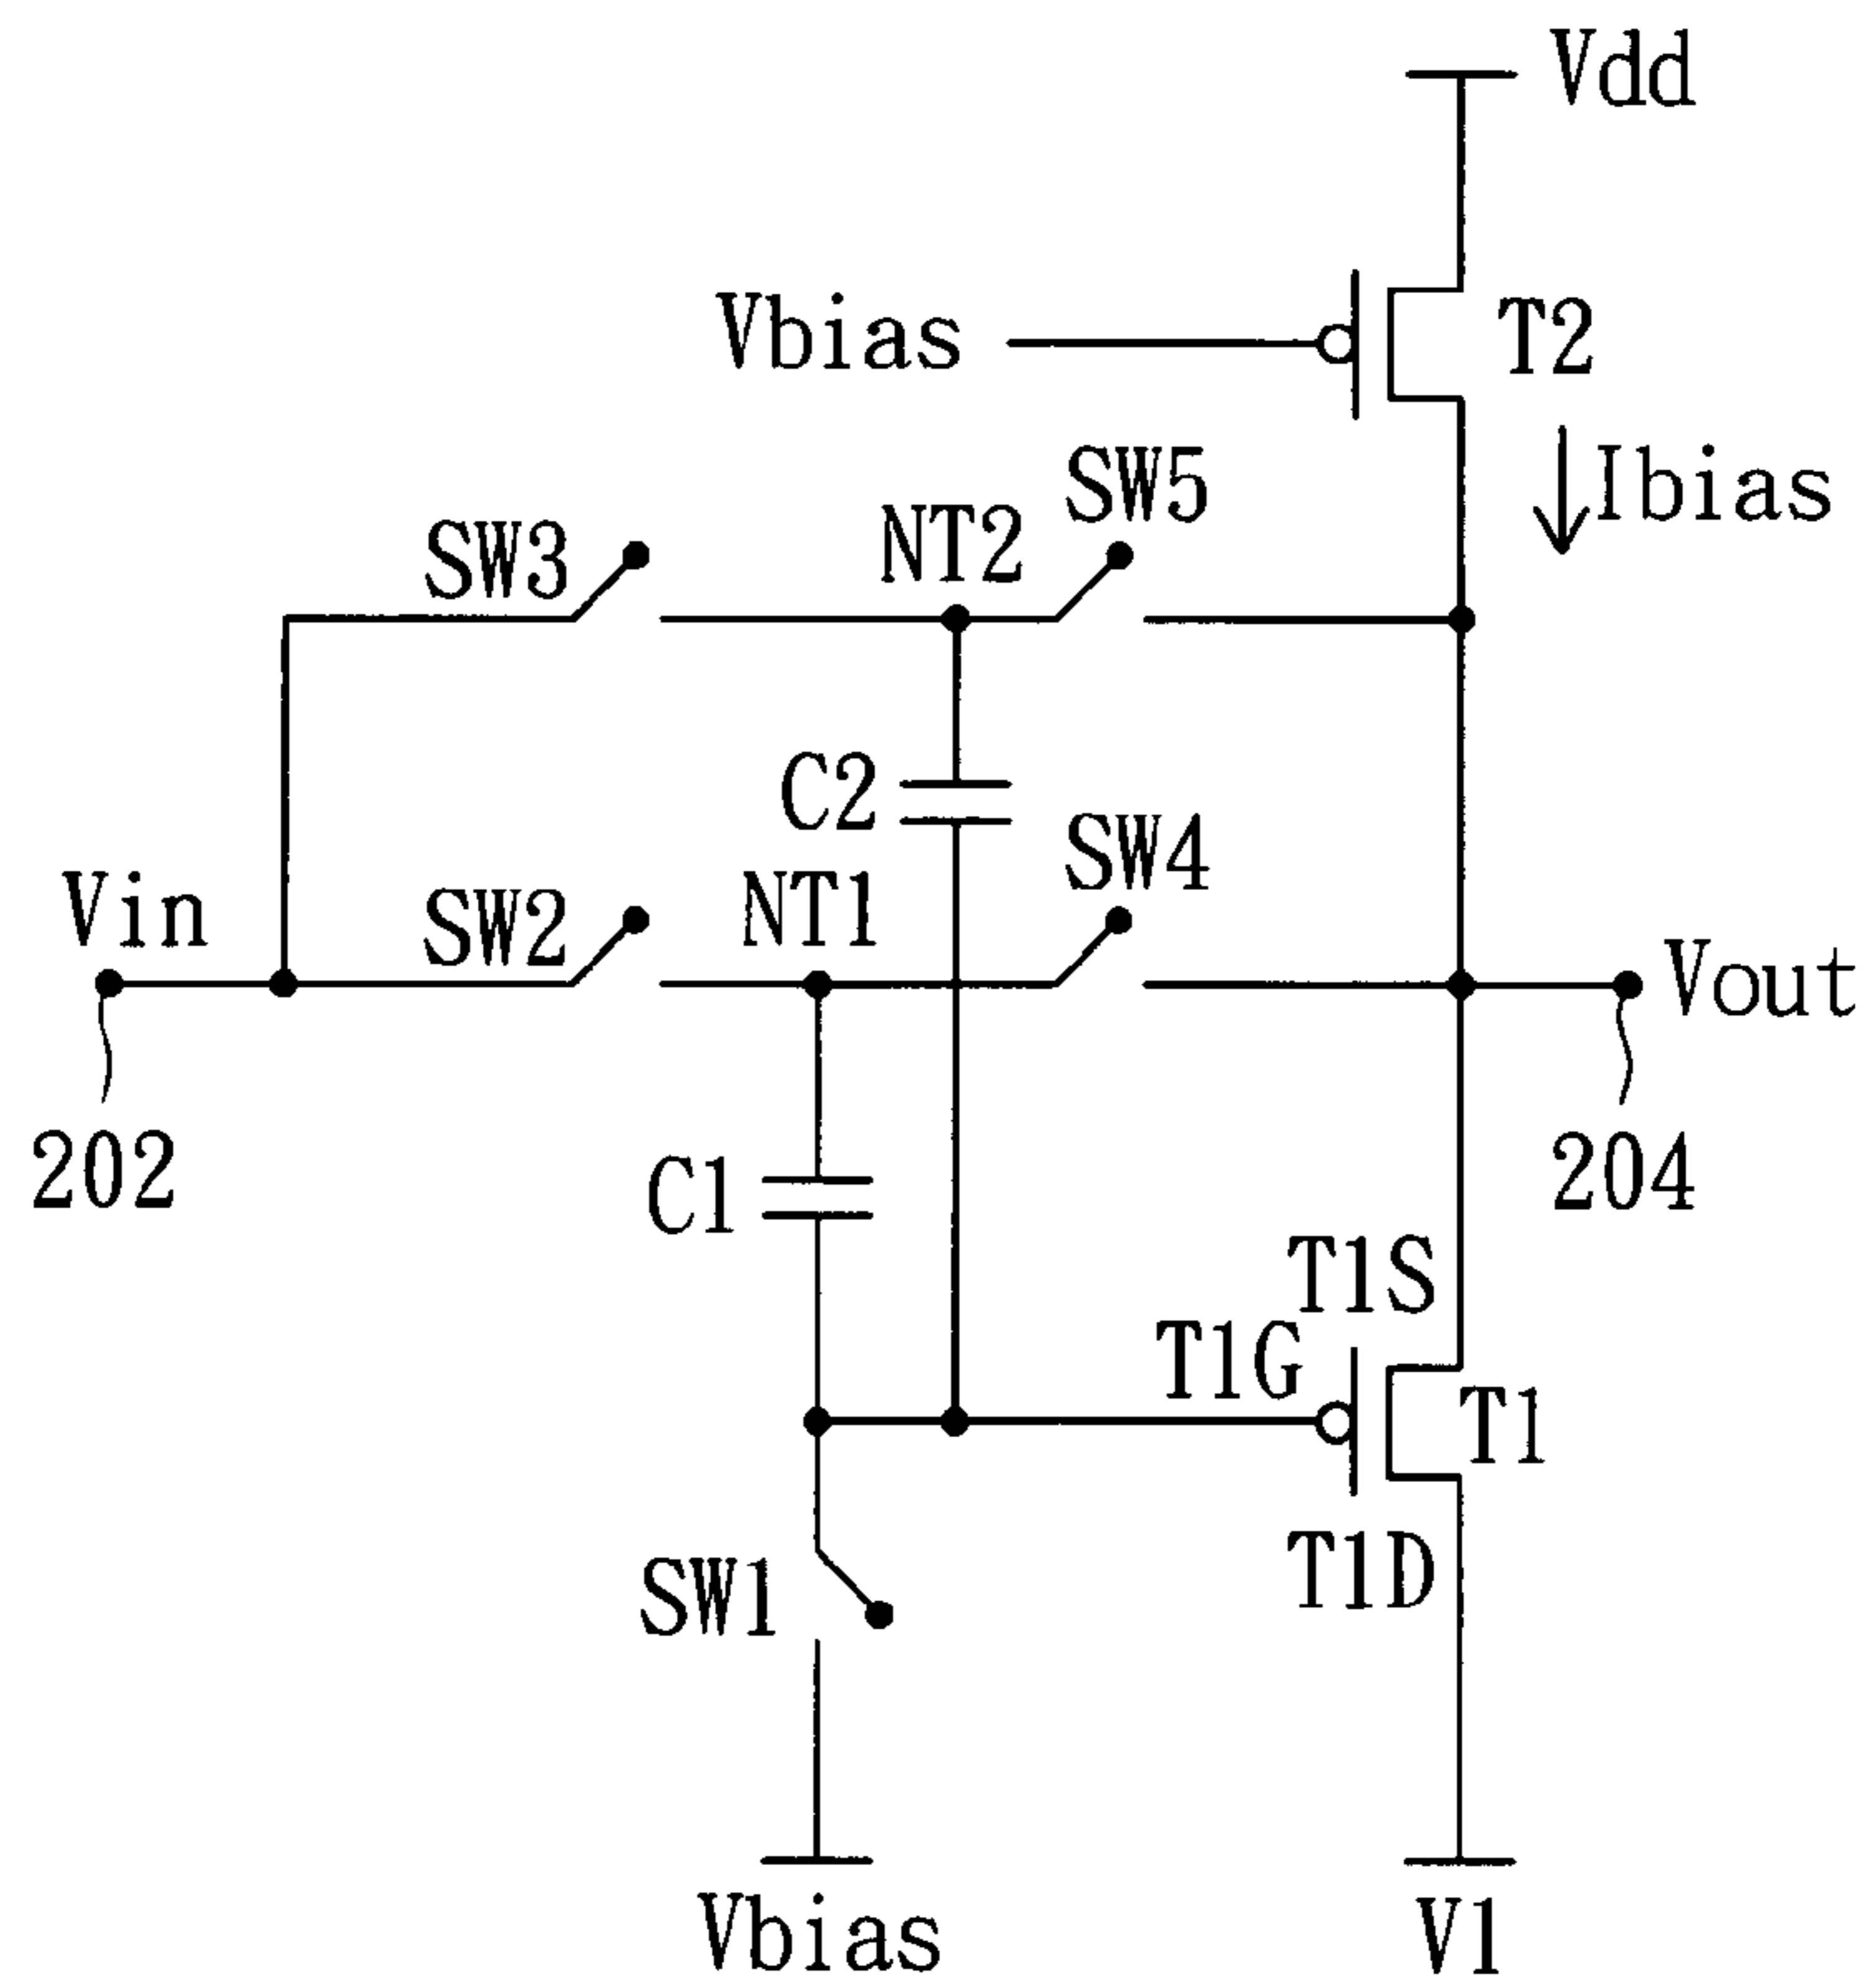 Vdd
Vbias
T2
Ibias
SW5
NT2
SW3
C2
SW4
Vin
SW2
NT1
Vout
202
C1
204
T1S
T1G
T1
T1D
SW1
Vbias
V1